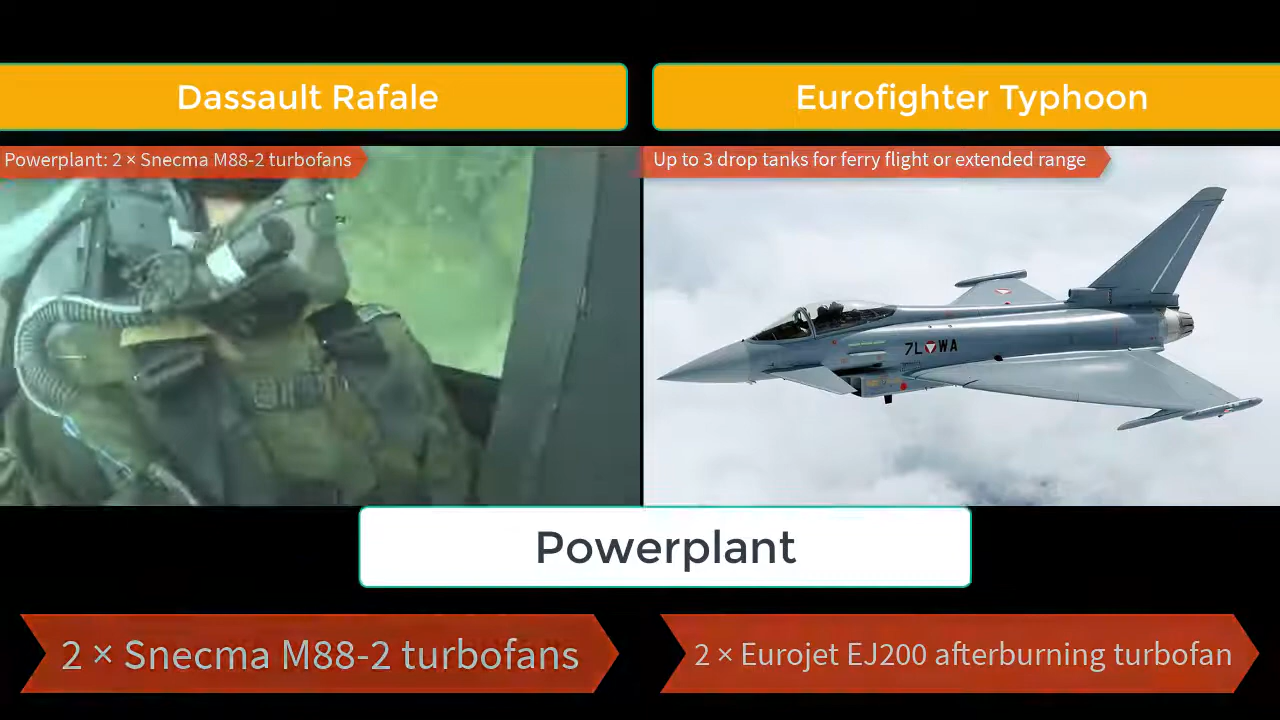 Dassault Rafale
Eurofighter Typhoon
Powerplant: 2 × Snecma M88-2 turbofans
Up to 3 drop tanks for ferry flight or extended range
7L WA
Powerplant
2 × Snecma M88-2 turbofans
2 × Eurojet EJ200 afterburning turbofan